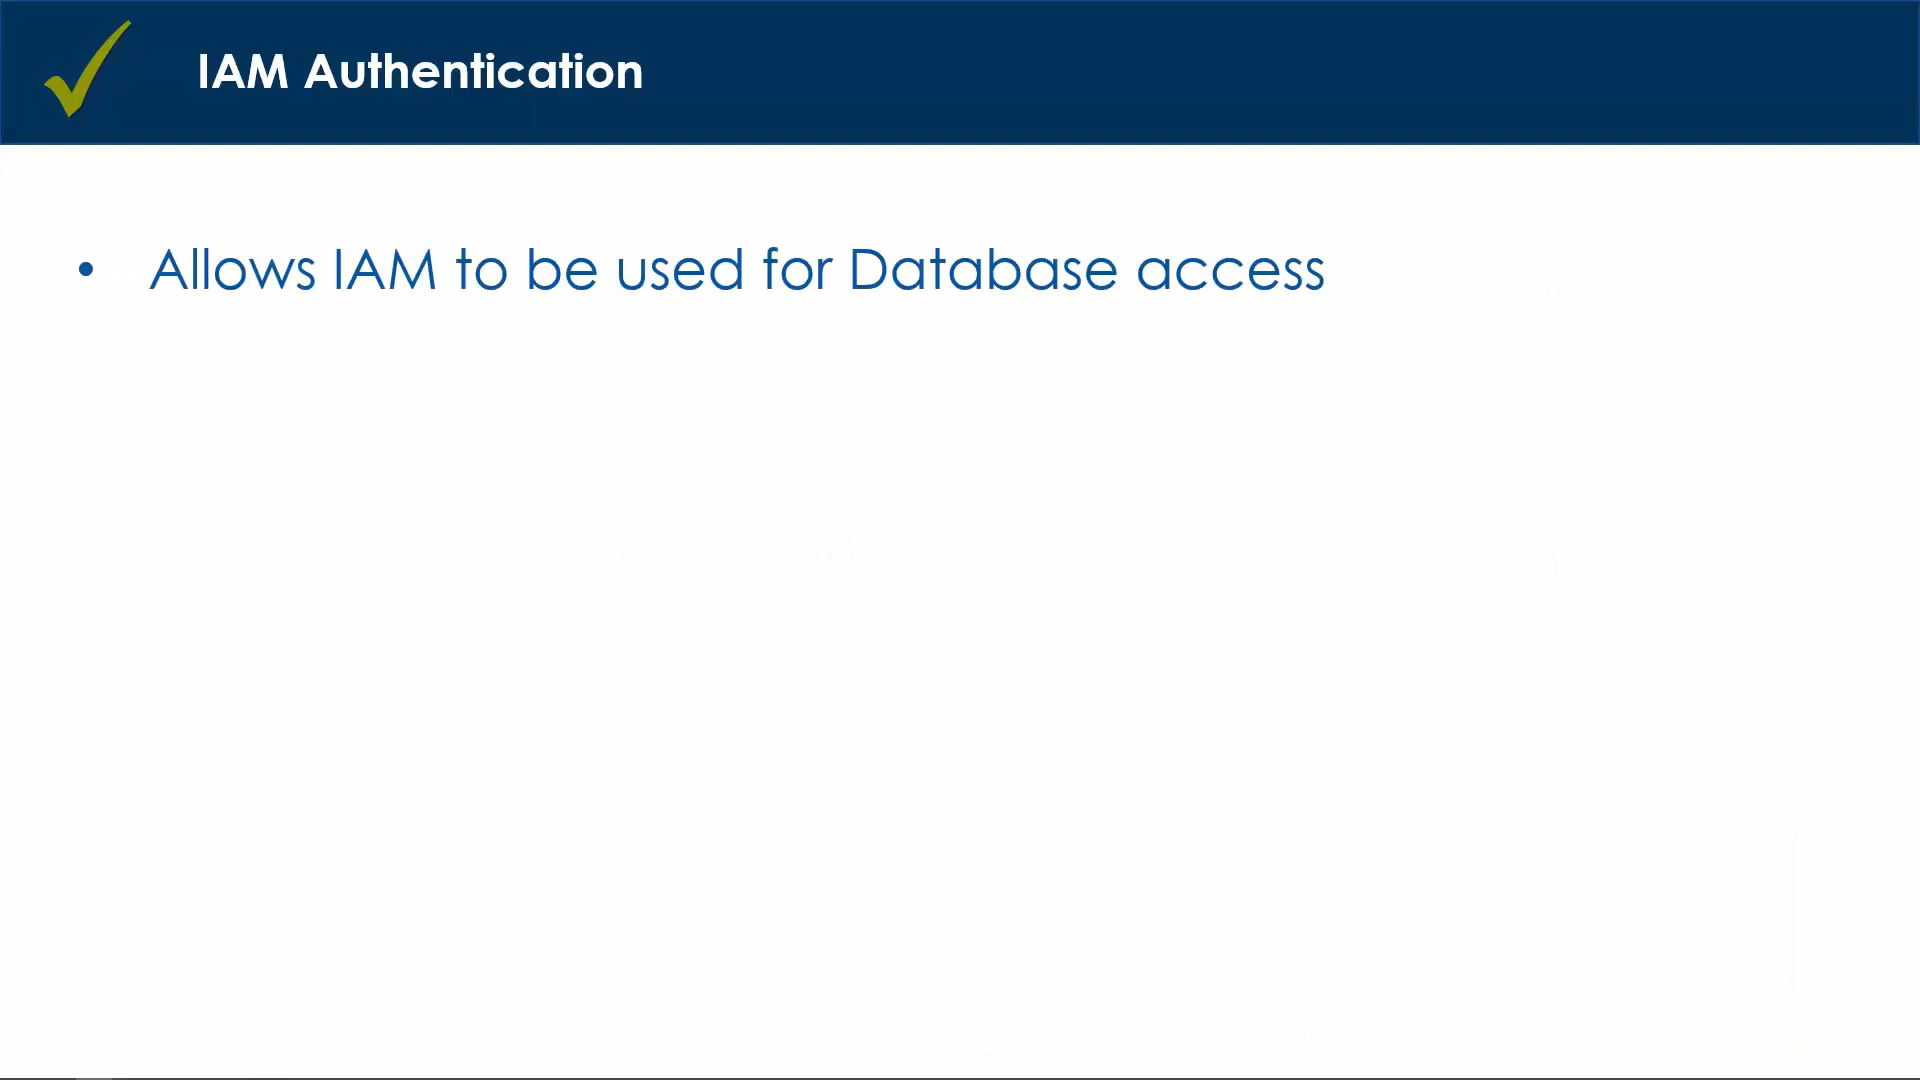 IAM Authentication
• Allows IAM to be used for Database access